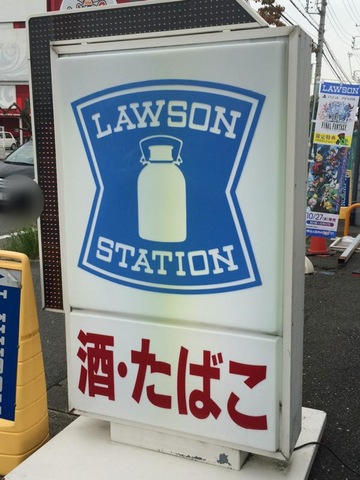 LAWSON
STATION
酒・たばこ
LAWSON
FINAL FANTASY
10/27